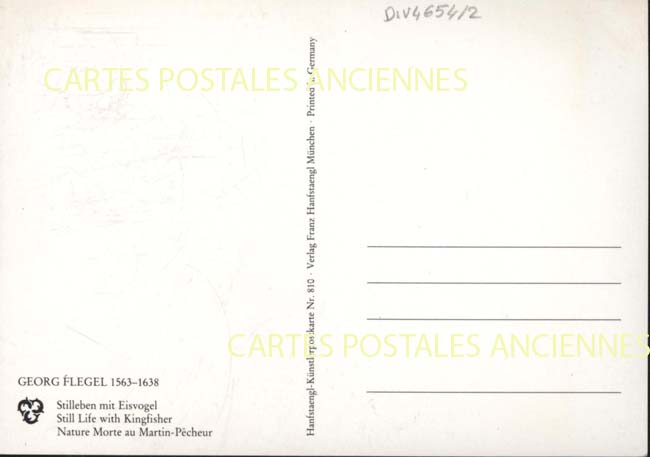 DIV4654/2
CARTES POSTALES ANCIENNES
Hanfstaengl-Künstlerpostkarte Nr. 810 · Verlag Franz Hanfstaengl München · Printed in Germany
CARTES POSTALES ANCIENNES
GEORG FLEGEL 1563–1638
Stilleben mit Eisvogel
Still Life with Kingfisher
Nature Morte au Martin-Pêcheur